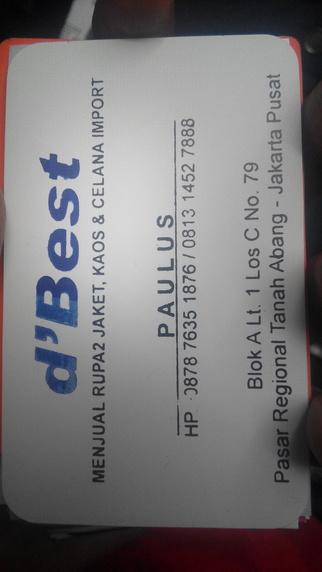 d'Best
MENJUAL RUPA2 JAKET, KAOS & CELANA IMPORT
PAULUS
HP 0878 7635 1876 / 0813 1452 7888
Blok A Lt. 1 Los C No. 79
Pasar Regional Tanah Abang - Jakarta Pusat